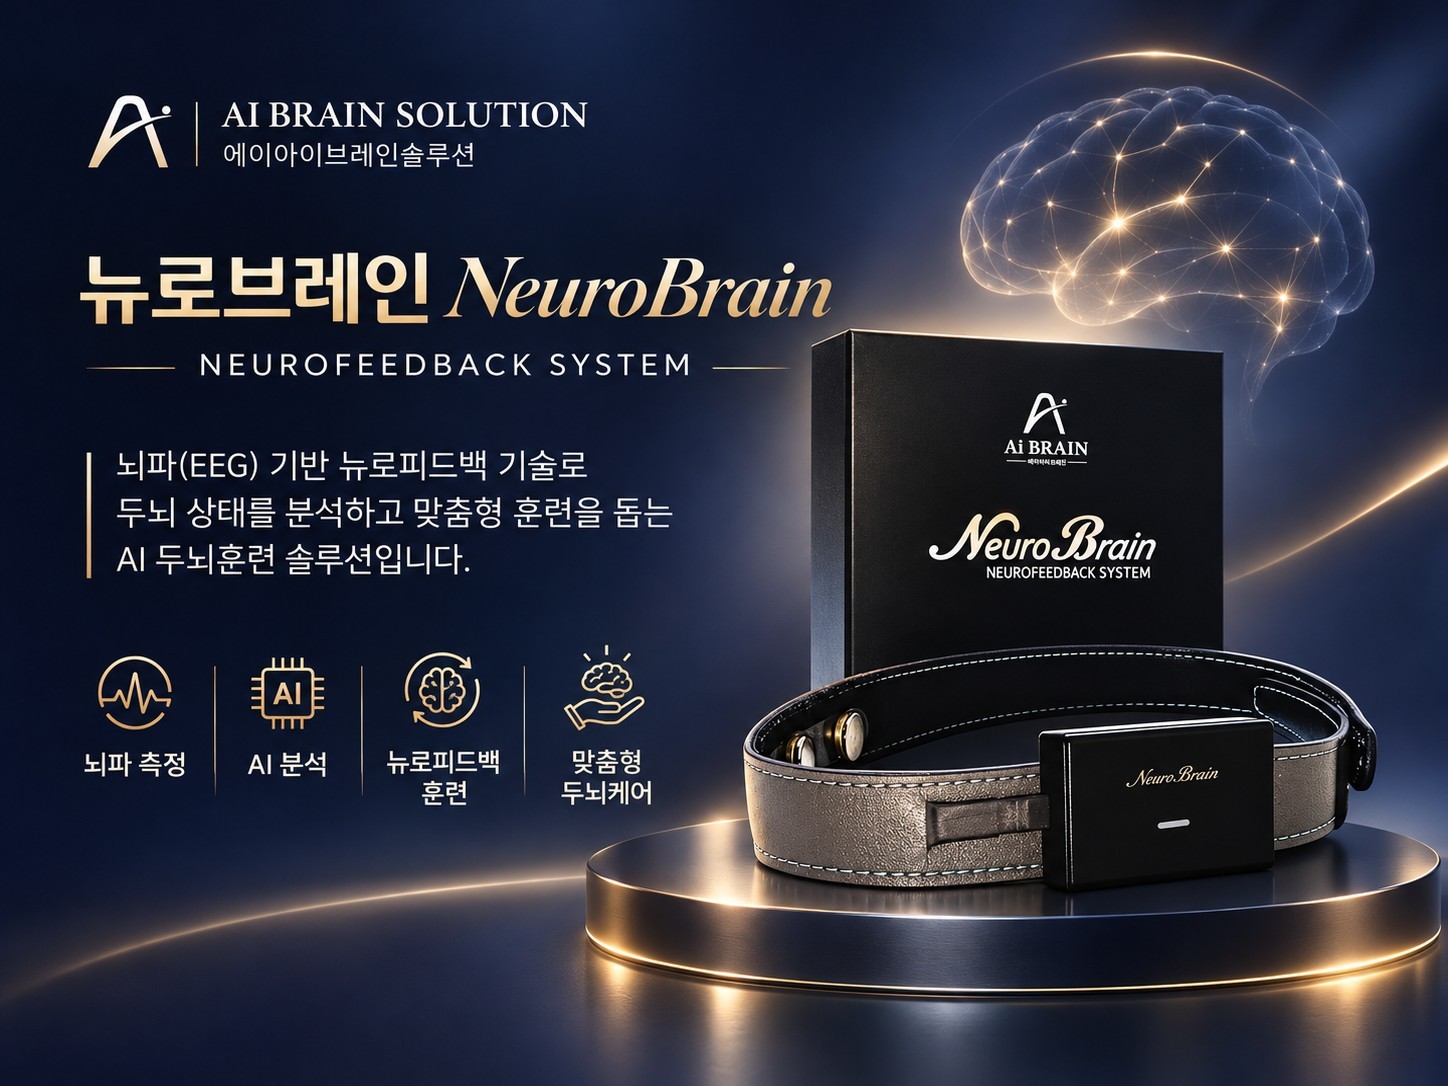 AI BRAIN SOLUTION
에이아이브레인솔루션
뉴로브레인 NeuroBrain
NEUROFEEDBACK SYSTEM
뇌파(EEG) 기반 뉴로피드백 기술로
두뇌 상태를 분석하고 맞춤형 훈련을 돕는
AI 두뇌훈련 솔루션입니다.
뇌파 측정
AI
AI 분석
뉴로피드백
훈련
맞춤형
두뇌케어
Ai BRAIN
NeuroBrain
NEUROFEEDBACK SYSTEM
NeuroBrain